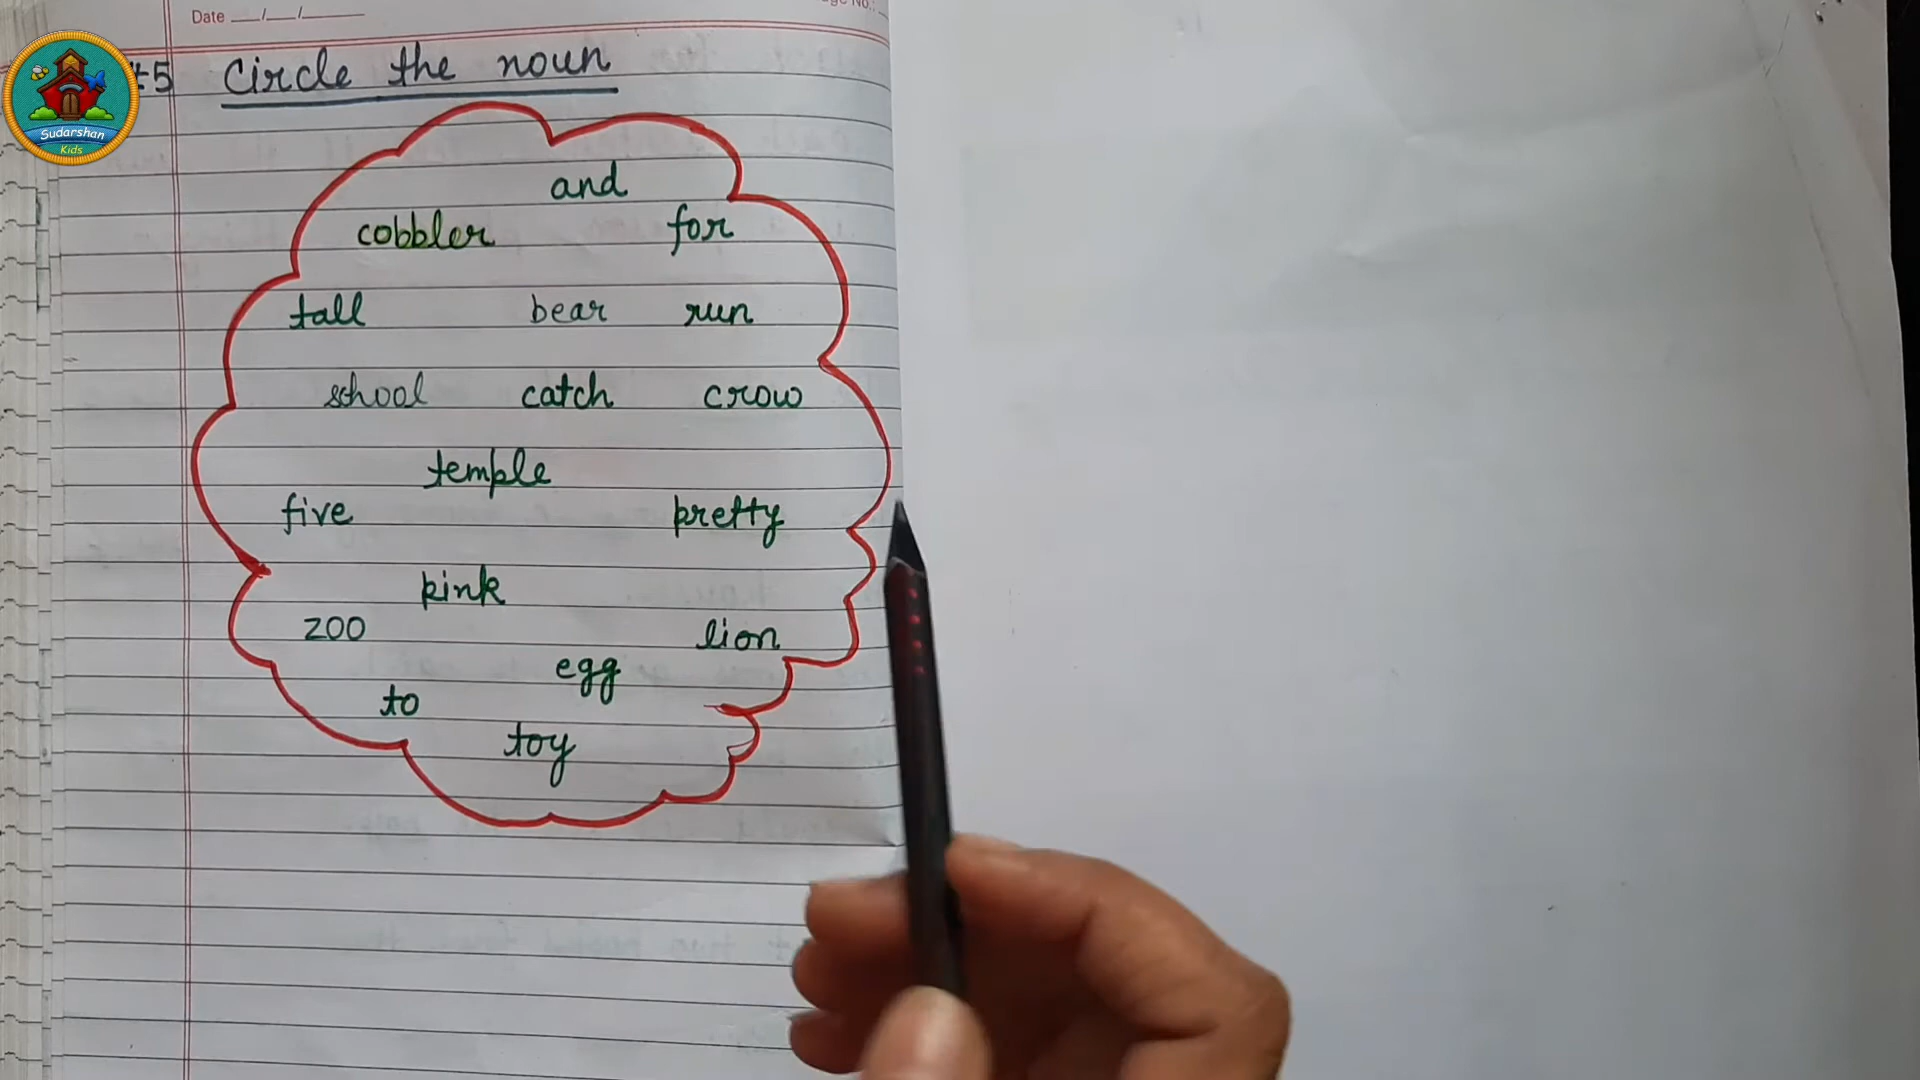 Date __/__/____
Sudarshan
Kids
#5 Circle the noun
and
cobbler for
tall bear run
school catch crow
temple
five pretty
pink
zoo lion
egg
to
toy